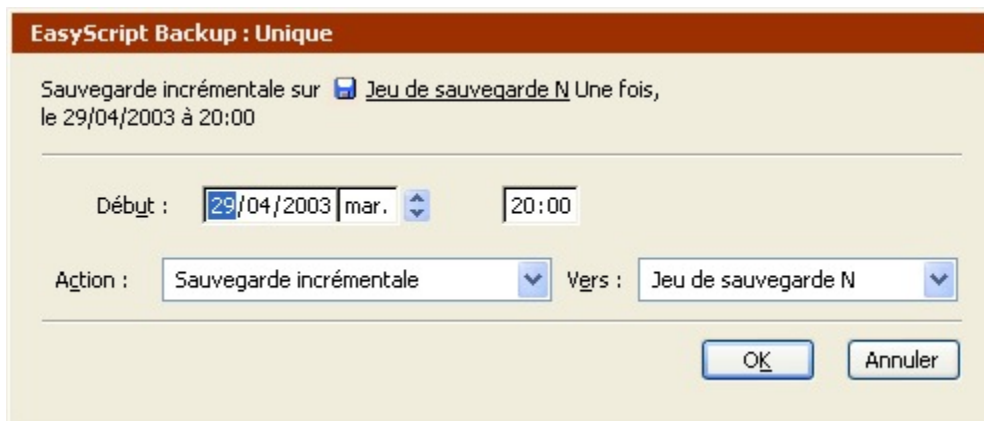 EasyScript Backup : Unique
Sauvegarde incrémentale sur Jeu de sauvegarde N Une fois,
le 29/04/2003 à 20:00
Début : 29/04/2003 mar. 20:00
Action : Sauvegarde incrémentale Vers : Jeu de sauvegarde N
OK Annuler